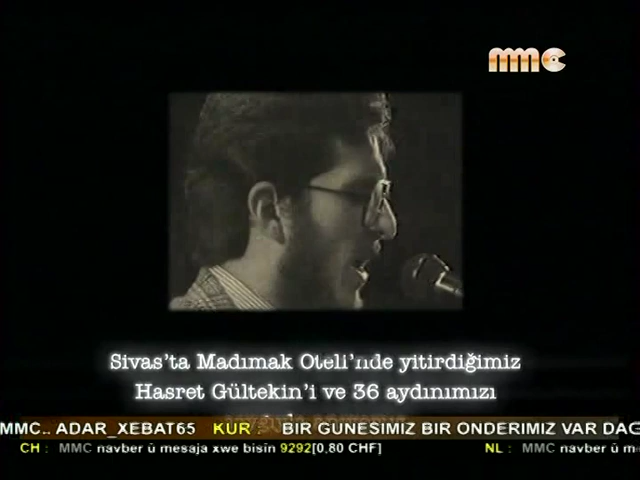 mmc
Sivas'ta Madımak Oteli'nde yitirdiğimiz
Hasret Gültekin'i ve 36 aydınımızı
MMC.. ADAR_XEBAT65 KUR : BIR GUNESIMIZ BIR ONDERIMIZ VAR DAG
CH : MMC navber û mesaja xwe bisîn 9292[0,80 CHF] NL : MMC navber û m